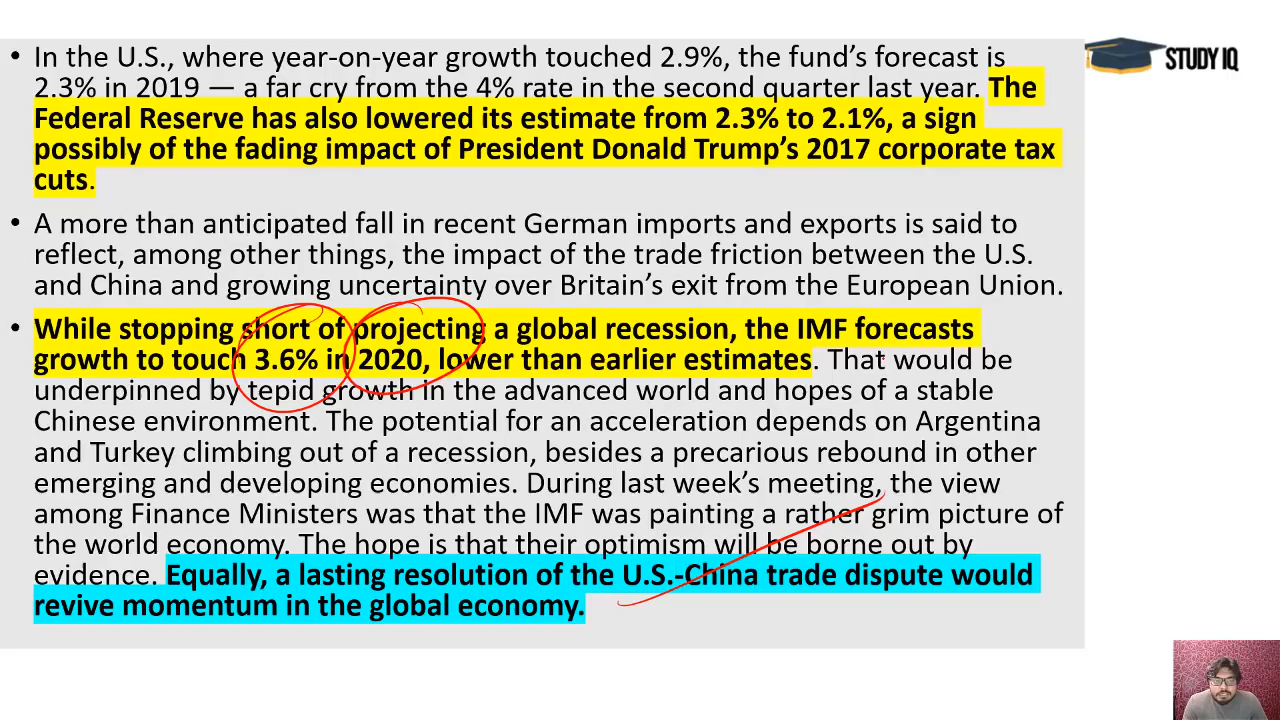 • In the U.S., where year-on-year growth touched 2.9%, the fund's forecast is
2.3% in 2019 — a far cry from the 4% rate in the second quarter last year. The
Federal Reserve has also lowered its estimate from 2.3% to 2.1%, a sign
possibly of the fading impact of President Donald Trump's 2017 corporate tax
cuts.
• A more than anticipated fall in recent German imports and exports is said to
reflect, among other things, the impact of the trade friction between the U.S.
and China and growing uncertainty over Britain's exit from the European Union.
• While stopping short of projecting a global recession, the IMF forecasts
growth to touch 3.6% in 2020, lower than earlier estimates. That would be
underpinned by tepid growth in the advanced world and hopes of a stable
Chinese environment. The potential for an acceleration depends on Argentina
and Turkey climbing out of a recession, besides a precarious rebound in other
emerging and developing economies. During last week's meeting, the view
among Finance Ministers was that the IMF was painting a rather grim picture of
the world economy. The hope is that their optimism will be borne out by
evidence. Equally, a lasting resolution of the U.S.-China trade dispute would
revive momentum in the global economy.
STUDY IQ